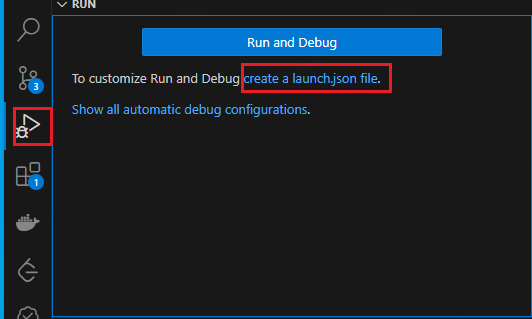 RUN
Run and Debug
To customize Run and Debug create a launch.json file.
3
Show all automatic debug configurations.
1